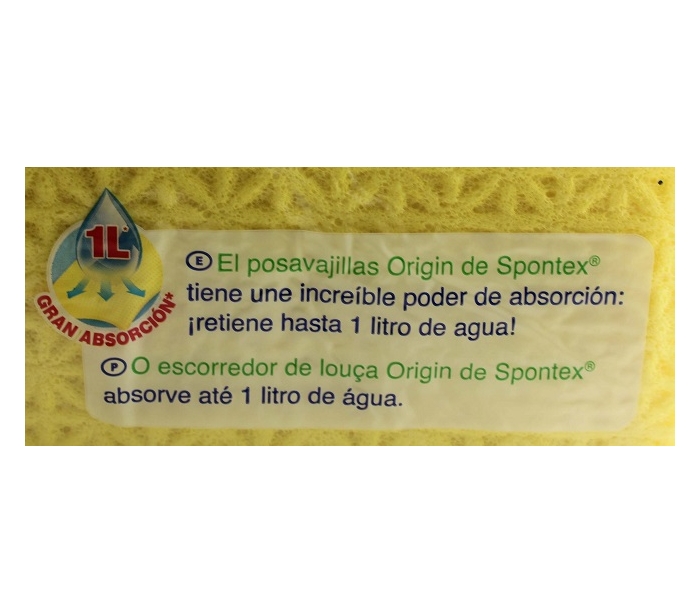 1L*
GRAN ABSORCIÓN*
E El posavajillas Origin de Spontex®
tiene une increíble poder de absorción:
¡retiene hasta 1 litro de agua!
P O escorredor de louça Origin de Spontex®
absorve até 1 litro de água.